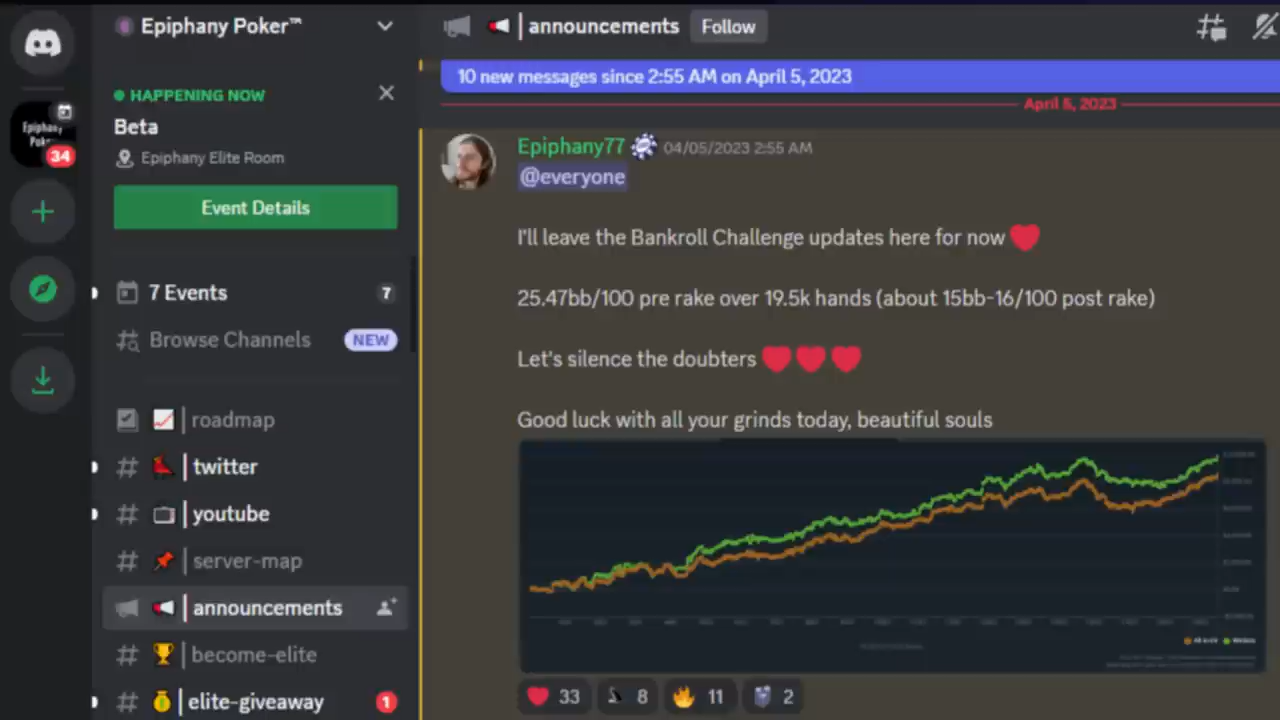 Epiphany Poker™
| announcements
Follow
10 new messages since 2:55 AM on April 5, 2023
April 5, 2023
HAPPENING NOW
Beta
Epiphany Elite Room
Event Details
34
7 Events
7
Browse Channels
NEW
| roadmap
| twitter
| youtube
| server-map
| announcements
| become-elite
| elite-giveaway
1
Epiphany77 04/05/2023 2:55 AM
@everyone
I'll leave the Bankroll Challenge updates here for now
25.47bb/100 pre rake over 19.5k hands (about 15bb-16/100 post rake)
Let's silence the doubters
Good luck with all your grinds today, beautiful souls
33 8 11 2